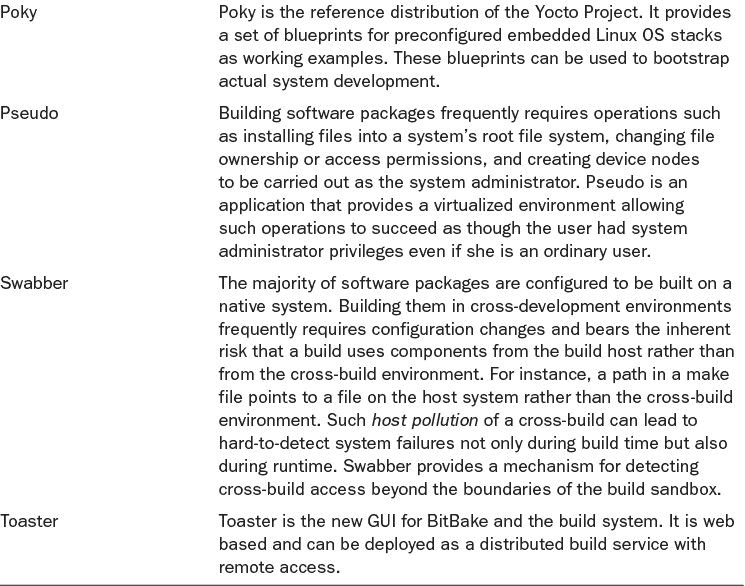 Poky
Poky is the reference distribution of the Yocto Project. It provides
a set of blueprints for preconfigured embedded Linux OS stacks
as working examples. These blueprints can be used to bootstrap
actual system development.
Pseudo
Building software packages frequently requires operations such
as installing files into a system’s root file system, changing file
ownership or access permissions, and creating device nodes
to be carried out as the system administrator. Pseudo is an
application that provides a virtualized environment allowing
such operations to succeed as though the user had system
administrator privileges even if she is an ordinary user.
Swabber
The majority of software packages are configured to be built on a
native system. Building them in cross-development environments
frequently requires configuration changes and bears the inherent
risk that a build uses components from the build host rather than
from the cross-build environment. For instance, a path in a make
file points to a file on the host system rather than the cross-build
environment. Such host pollution of a cross-build can lead to
hard-to-detect system failures not only during build time but also
during runtime. Swabber provides a mechanism for detecting
cross-build access beyond the boundaries of the build sandbox.
Toaster
Toaster is the new GUI for BitBake and the build system. It is web
based and can be deployed as a distributed build service with
remote access.